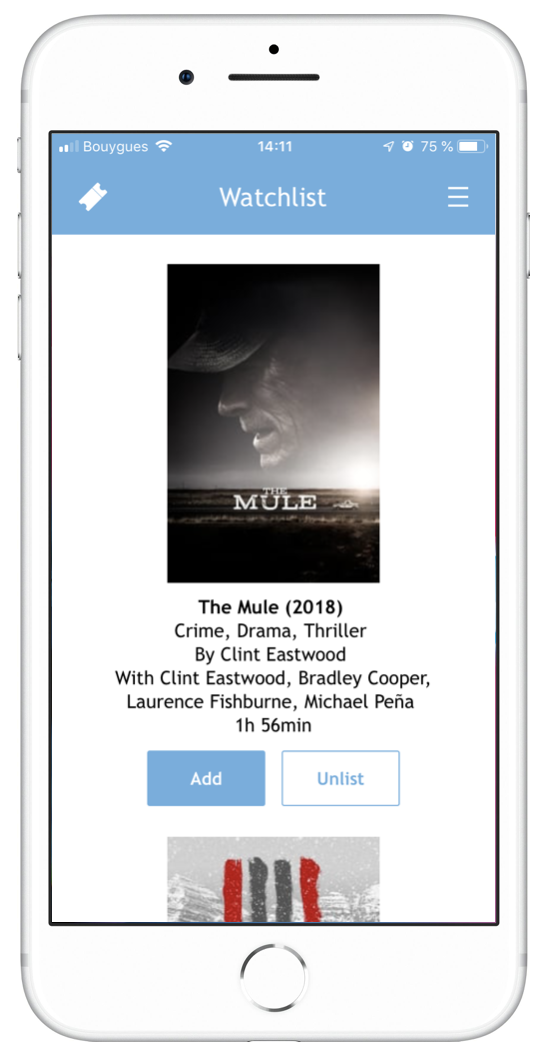 Bouygues 14:11 75 %
Watchlist
THE
MULE
The Mule (2018)
Crime, Drama, Thriller
By Clint Eastwood
With Clint Eastwood, Bradley Cooper,
Laurence Fishburne, Michael Peña
1h 56min
Add Unlist